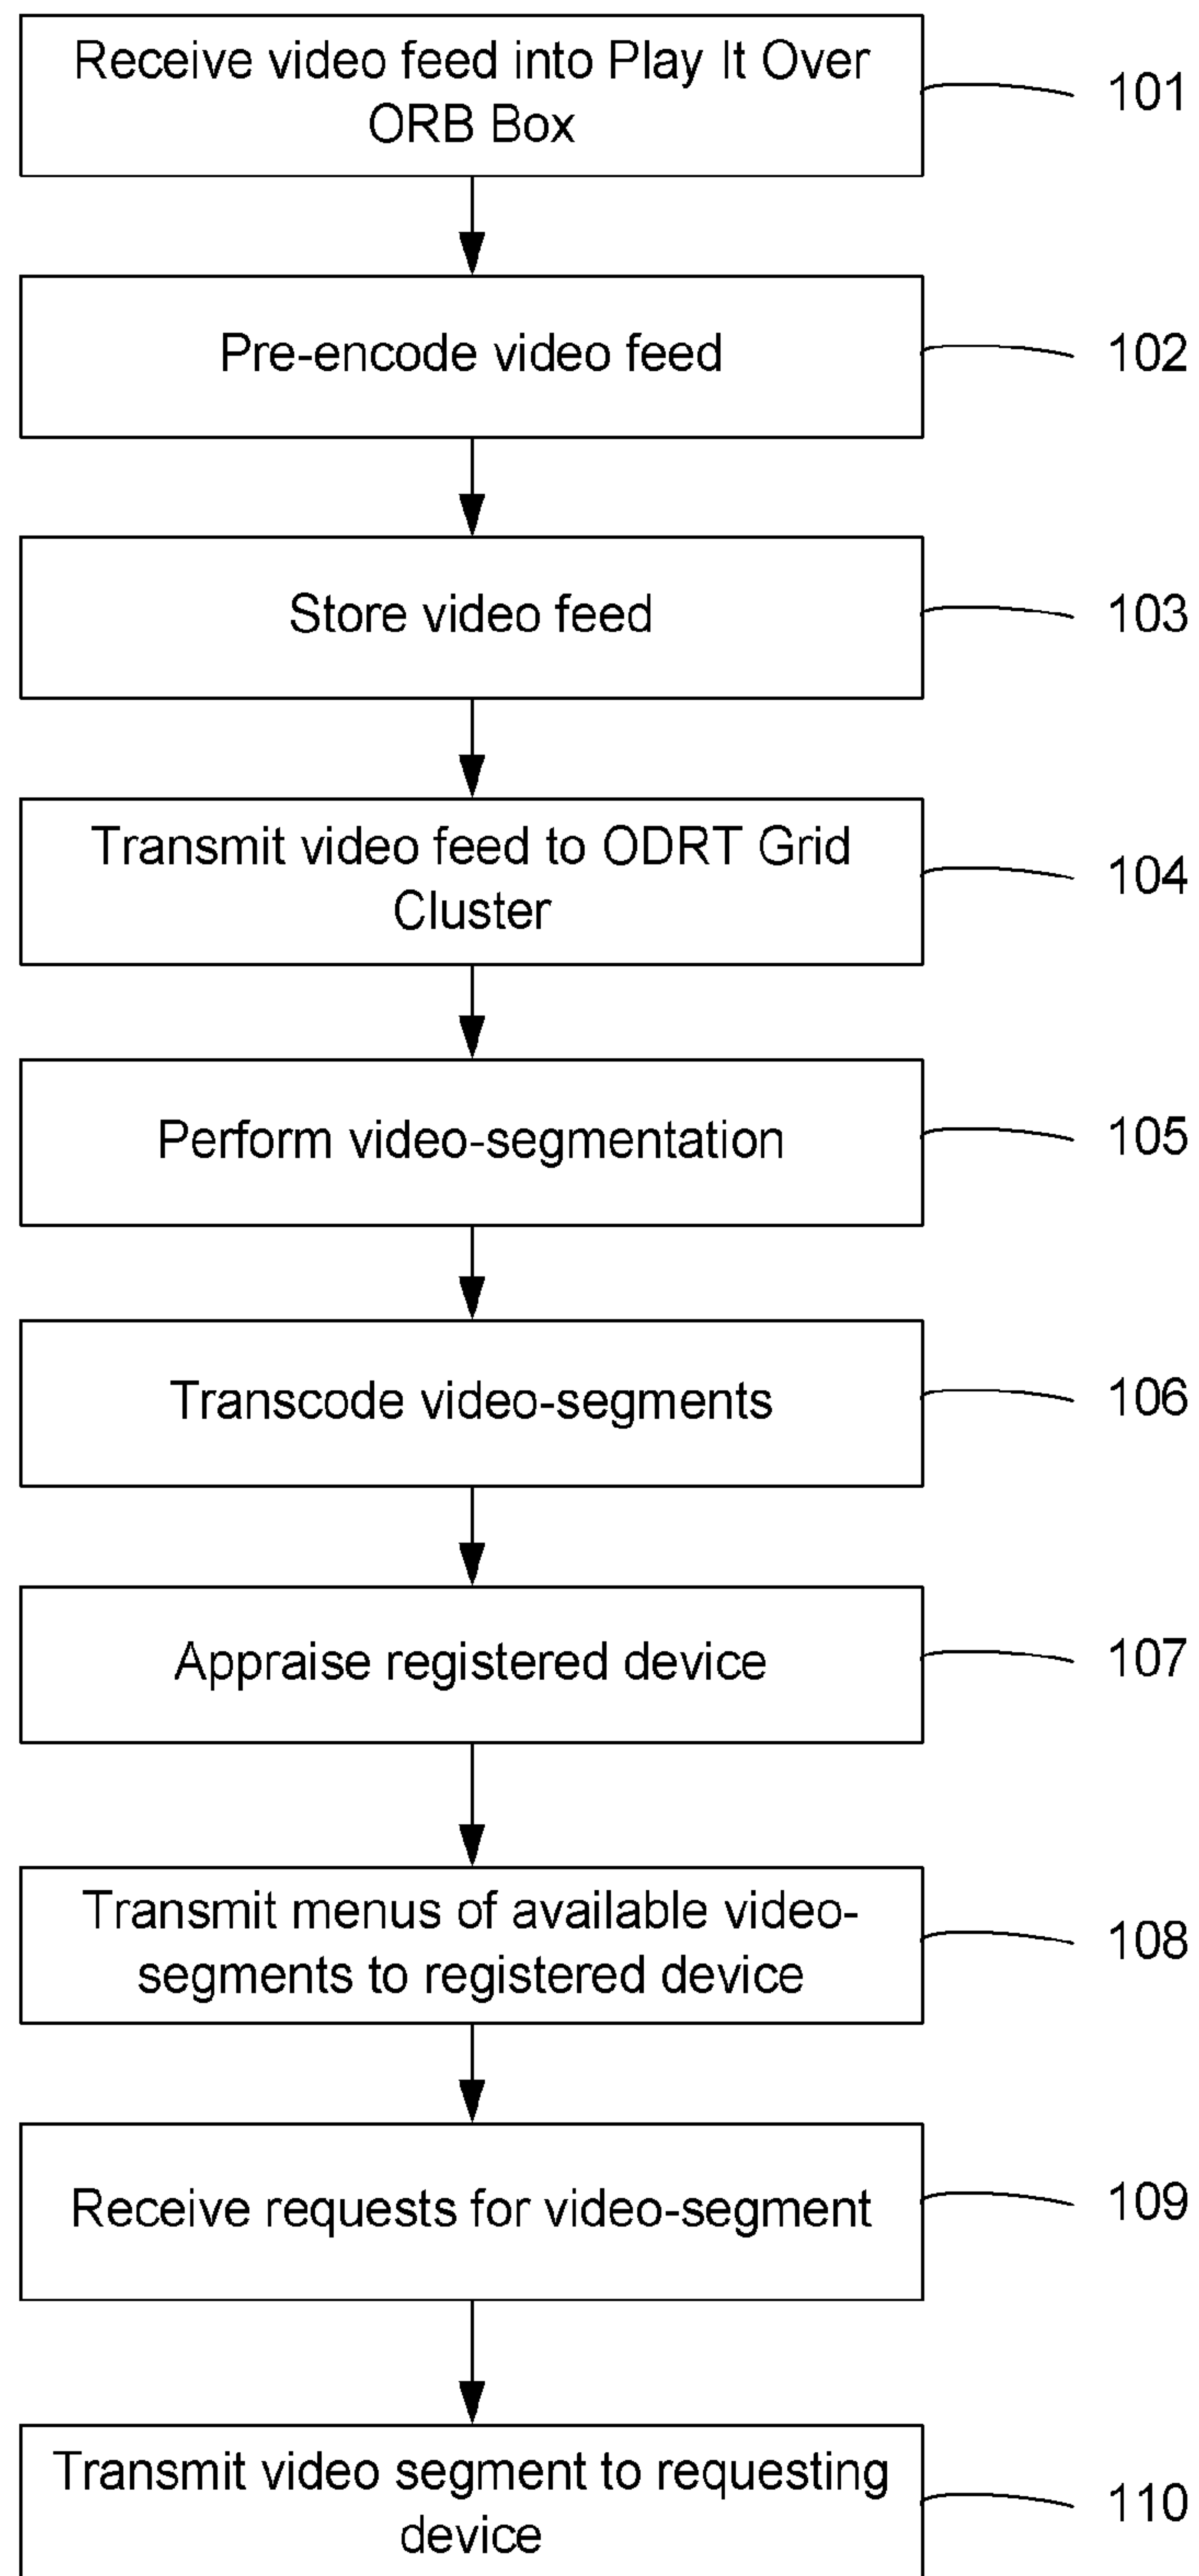 Receive video feed into Play It Over
ORB Box
101
Pre-encode video feed
102
Store video feed
103
Transmit video feed to ODRT Grid
Cluster
104
Perform video-segmentation
105
Transcode video-segments
106
Appraise registered device
107
Transmit menus of available video-
segments to registered device
108
Receive requests for video-segment
109
Transmit video segment to requesting
device
110